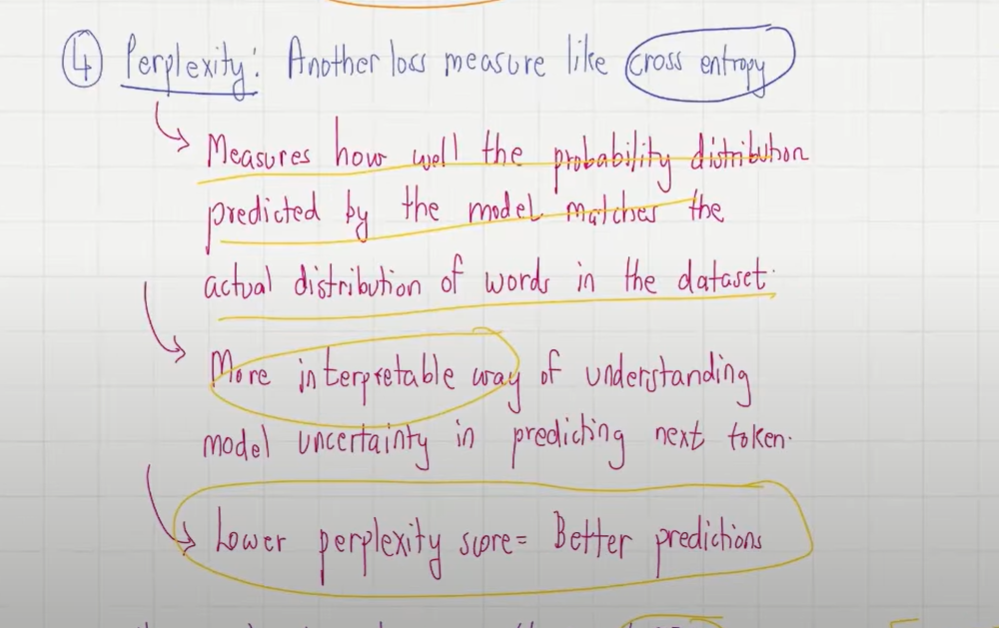 ④ Perplexity: Another loss measure like cross entropy
Measures how well the probability distribution
predicted by the model matches the
actual distribution of words in the dataset.
More interpretable way of understanding
model uncertainty in predicting next token.
Lower perplexity score = Better predictions